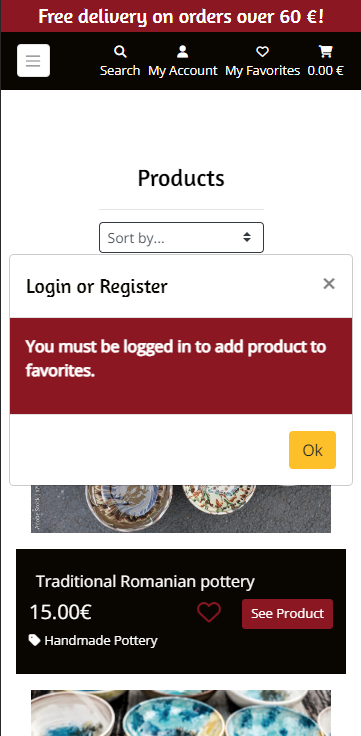 Free delivery on orders over 60 €!
Search My Account My Favorites 0.00 €
Products
Sort by...
Login or Register ×
You must be logged in to add product to
favorites.
Ok
Adobe Stock
Traditional Romanian pottery
15.00€ See Product
Handmade Pottery